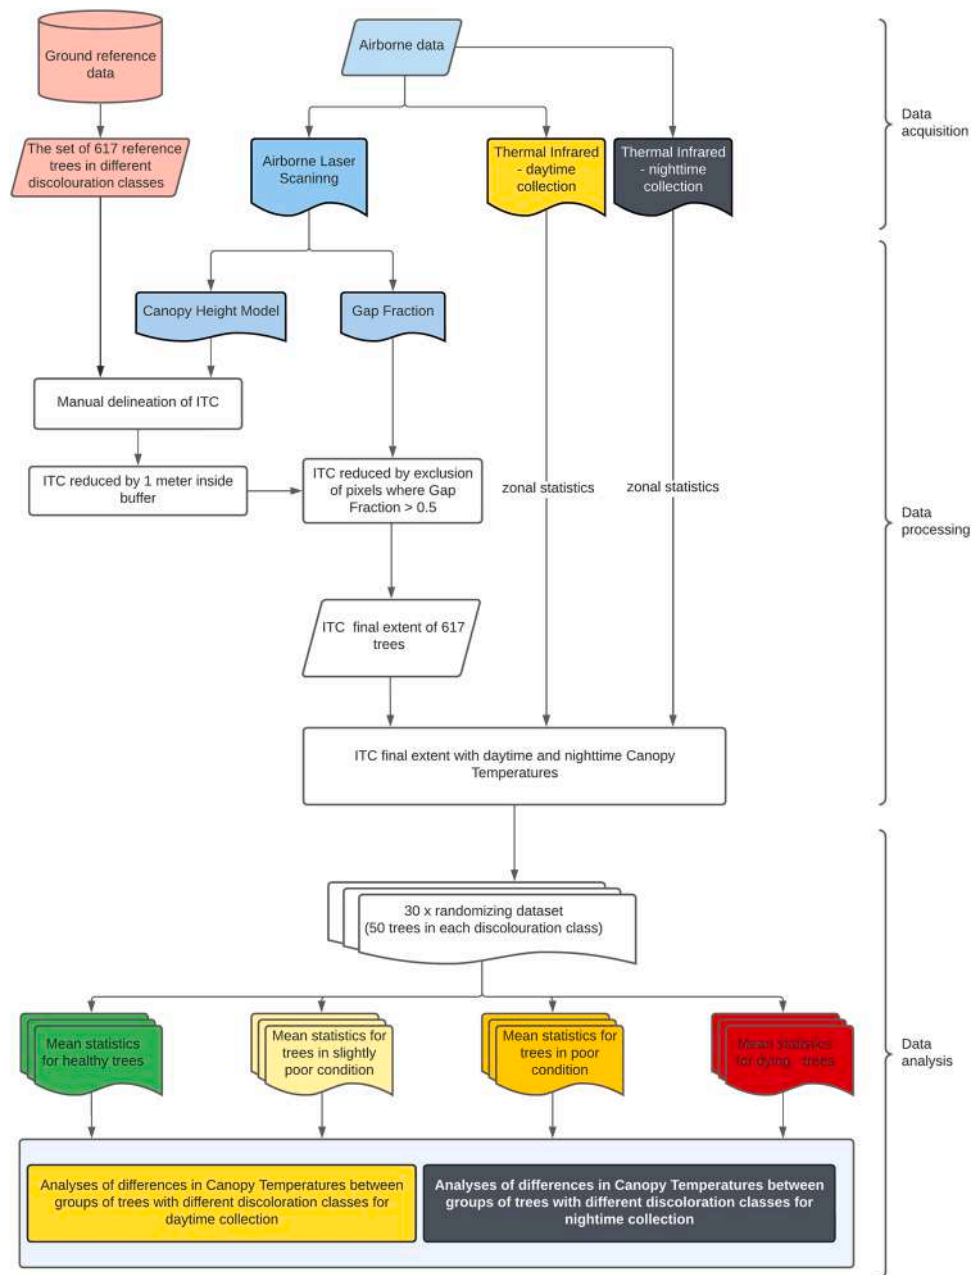 Ground reference
data
Airborne data
Data
acquisition
The set of 617 reference
trees in different
discolouration classes
Airborne Laser
Scaninng
Thermal Infrared
- daytime
collection
Thermal Infrared
- nighttime
collection
Canopy Height Model
Gap Fraction
Manual delineation of ITC
ITC reduced by 1 meter inside
buffer
ITC reduced by exclusion
of pixels where Gap
Fraction > 0.5
zonal statistics
zonal statistics
Data
processing
ITC final extent of 617
trees
ITC final extent with daytime and nighttime Canopy
Temperatures
30 x randomizing dataset
(50 trees in each discolouration class)
Mean statistics
for healthy trees
Mean statistics for
trees in slightly
poor condition
Mean statistics for
trees in poor
condition
Mean statistics
for dying trees
Data
analysis
Analyses of differences in Canopy Temperatures between
groups of trees with different discoloration classes for
daytime collection
Analyses of differences in Canopy Temperatures between
groups of trees with different discoloration classes for
nightime collection